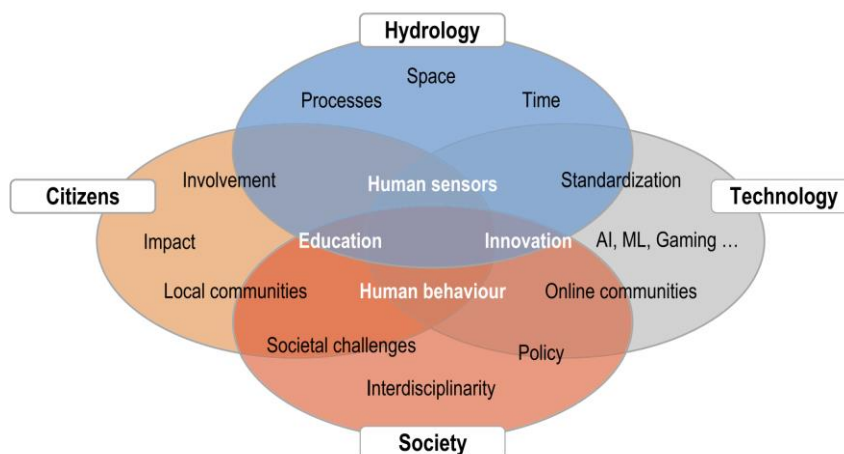 Hydrology
Space
Processes
Time
Involvement
Human sensors
Standardization
Citizens
Technology
Impact
Education
Innovation
AI, ML, Gaming …
Local communities
Human behaviour
Online communities
Societal challenges
Policy
Interdisciplinarity
Society